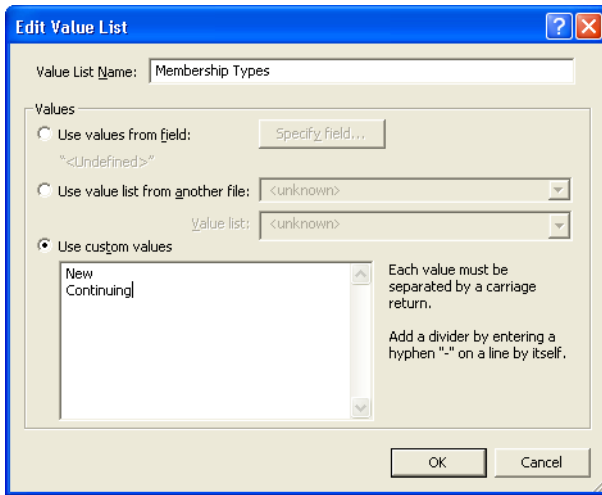 Edit Value List
Value List Name: Membership Types
Values
Use values from field: Specify field...
"<Undefined>"
Use value list from another file: <unknown>
Value list: <unknown>
Use custom values
New
Continuing
Each value must be
separated by a carriage
return.
Add a divider by entering a
hyphen "-" on a line by itself.
OK Cancel